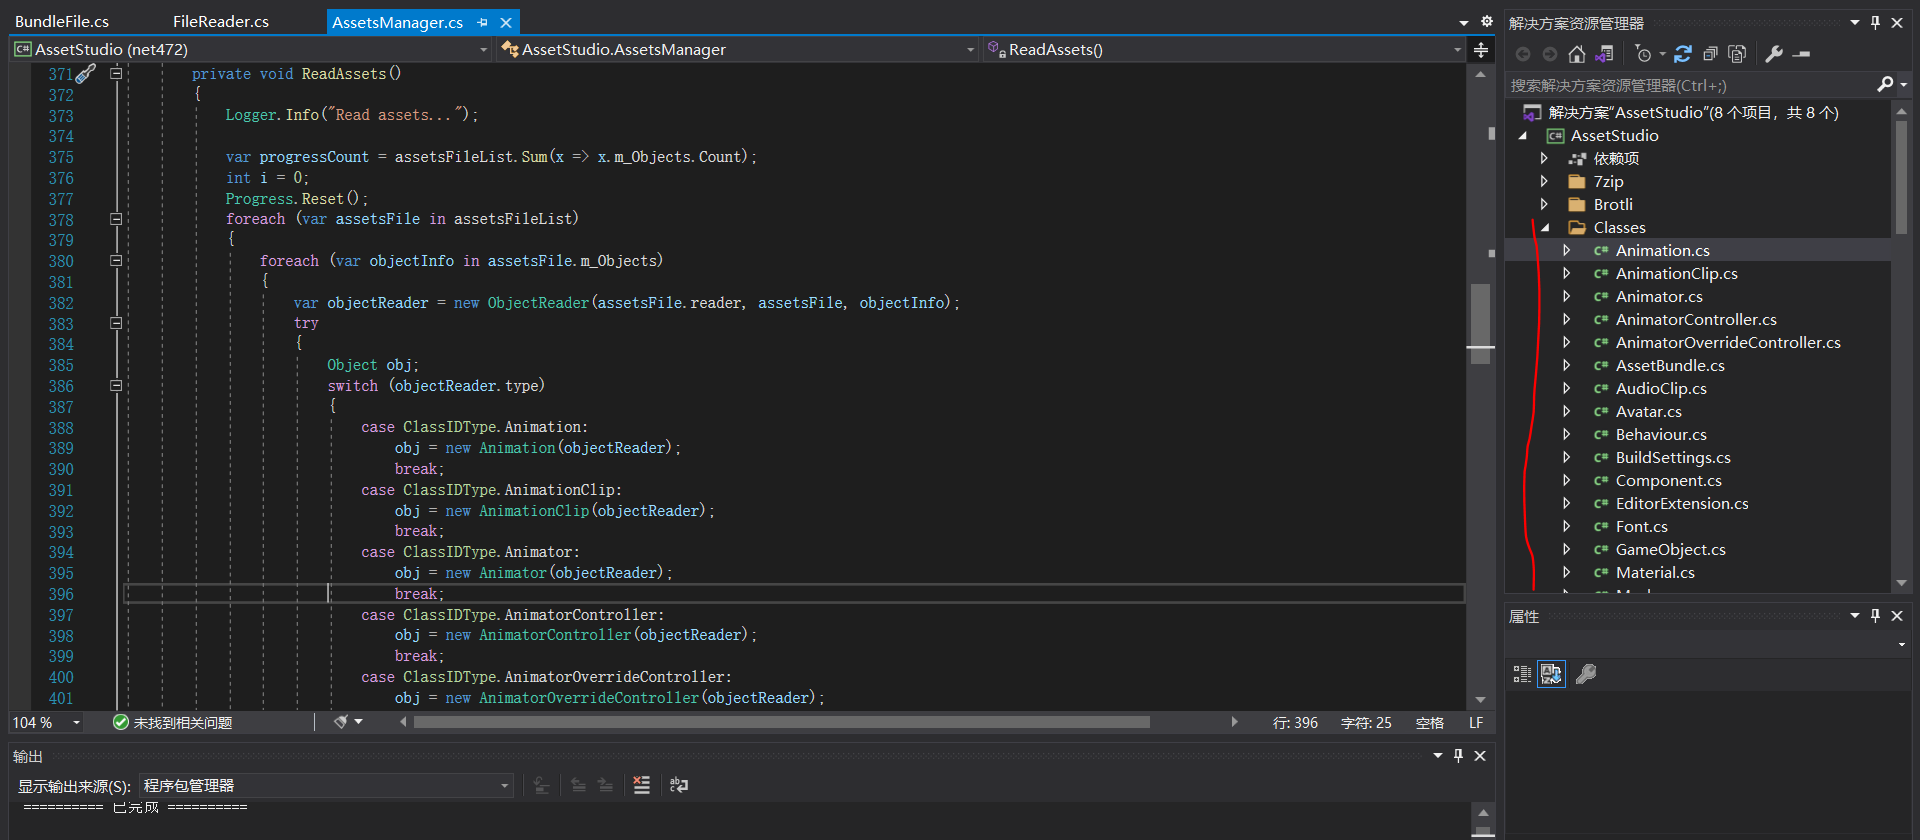 BundleFile.cs FileReader.cs AssetsManager.cs
C# AssetStudio (net472) AssetStudio.AssetsManager ReadAssets()
371 private void ReadAssets()
372 {
373 Logger.Info("Read assets...");
374
375 var progressCount = assetsFileList.Sum(x => x.m_Objects.Count);
376 int i = 0;
377 Progress.Reset();
378 foreach (var assetsFile in assetsFileList)
379 {
380 foreach (var objectInfo in assetsFile.m_Objects)
381 {
382 var objectReader = new ObjectReader(assetsFile.reader, assetsFile, objectInfo);
383 try
384 {
385 Object obj;
386 switch (objectReader.type)
387 {
388 case ClassIDType.Animation:
389 obj = new Animation(objectReader);
390 break;
391 case ClassIDType.AnimationClip:
392 obj = new AnimationClip(objectReader);
393 break;
394 case ClassIDType.Animator:
395 obj = new Animator(objectReader);
396 break;
397 case ClassIDType.AnimatorController:
398 obj = new AnimatorController(objectReader);
399 break;
400 case ClassIDType.AnimatorOverrideController:
401 obj = new AnimatorOverrideController(objectReader);
104 % 未找到相关问题 行: 396 字符: 25 空格 LF
输出
显示输出来源(S): 程序包管理器
========== 已完成 ==========
解决方案资源管理器
搜索解决方案资源管理器(Ctrl+;)
解决方案"AssetStudio"(8 个项目，共 8 个)
C# AssetStudio
依赖项
7zip
Brotli
Classes
C# Animation.cs
C# AnimationClip.cs
C# Animator.cs
C# AnimatorController.cs
C# AnimatorOverrideController.cs
C# AssetBundle.cs
C# AudioClip.cs
C# Avatar.cs
C# Behaviour.cs
C# BuildSettings.cs
C# Component.cs
C# EditorExtension.cs
C# Font.cs
C# GameObject.cs
C# Material.cs
属性